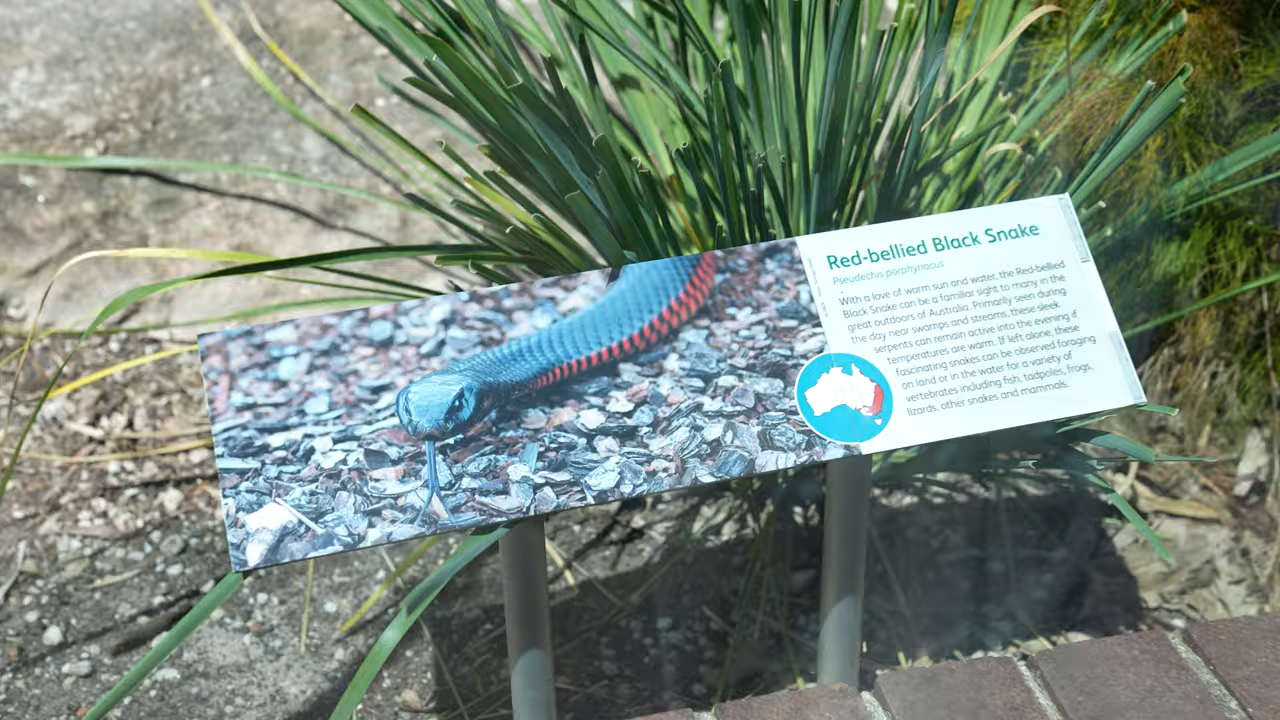 Red-bellied Black Snake
Pseudechis porphyriacus
With a love of warm sun and water, the Red-bellied
Black Snake can be a familiar sight to many in the
great outdoors of Australia. Primarily seen during
the day near swamps and streams, these sleek
serpents can remain active into the evening if
temperatures are warm. If left alone, these
fascinating snakes can be observed foraging
on land or in the water for a variety of
vertebrates including fish, tadpoles, frogs,
lizards, other snakes and mammals.